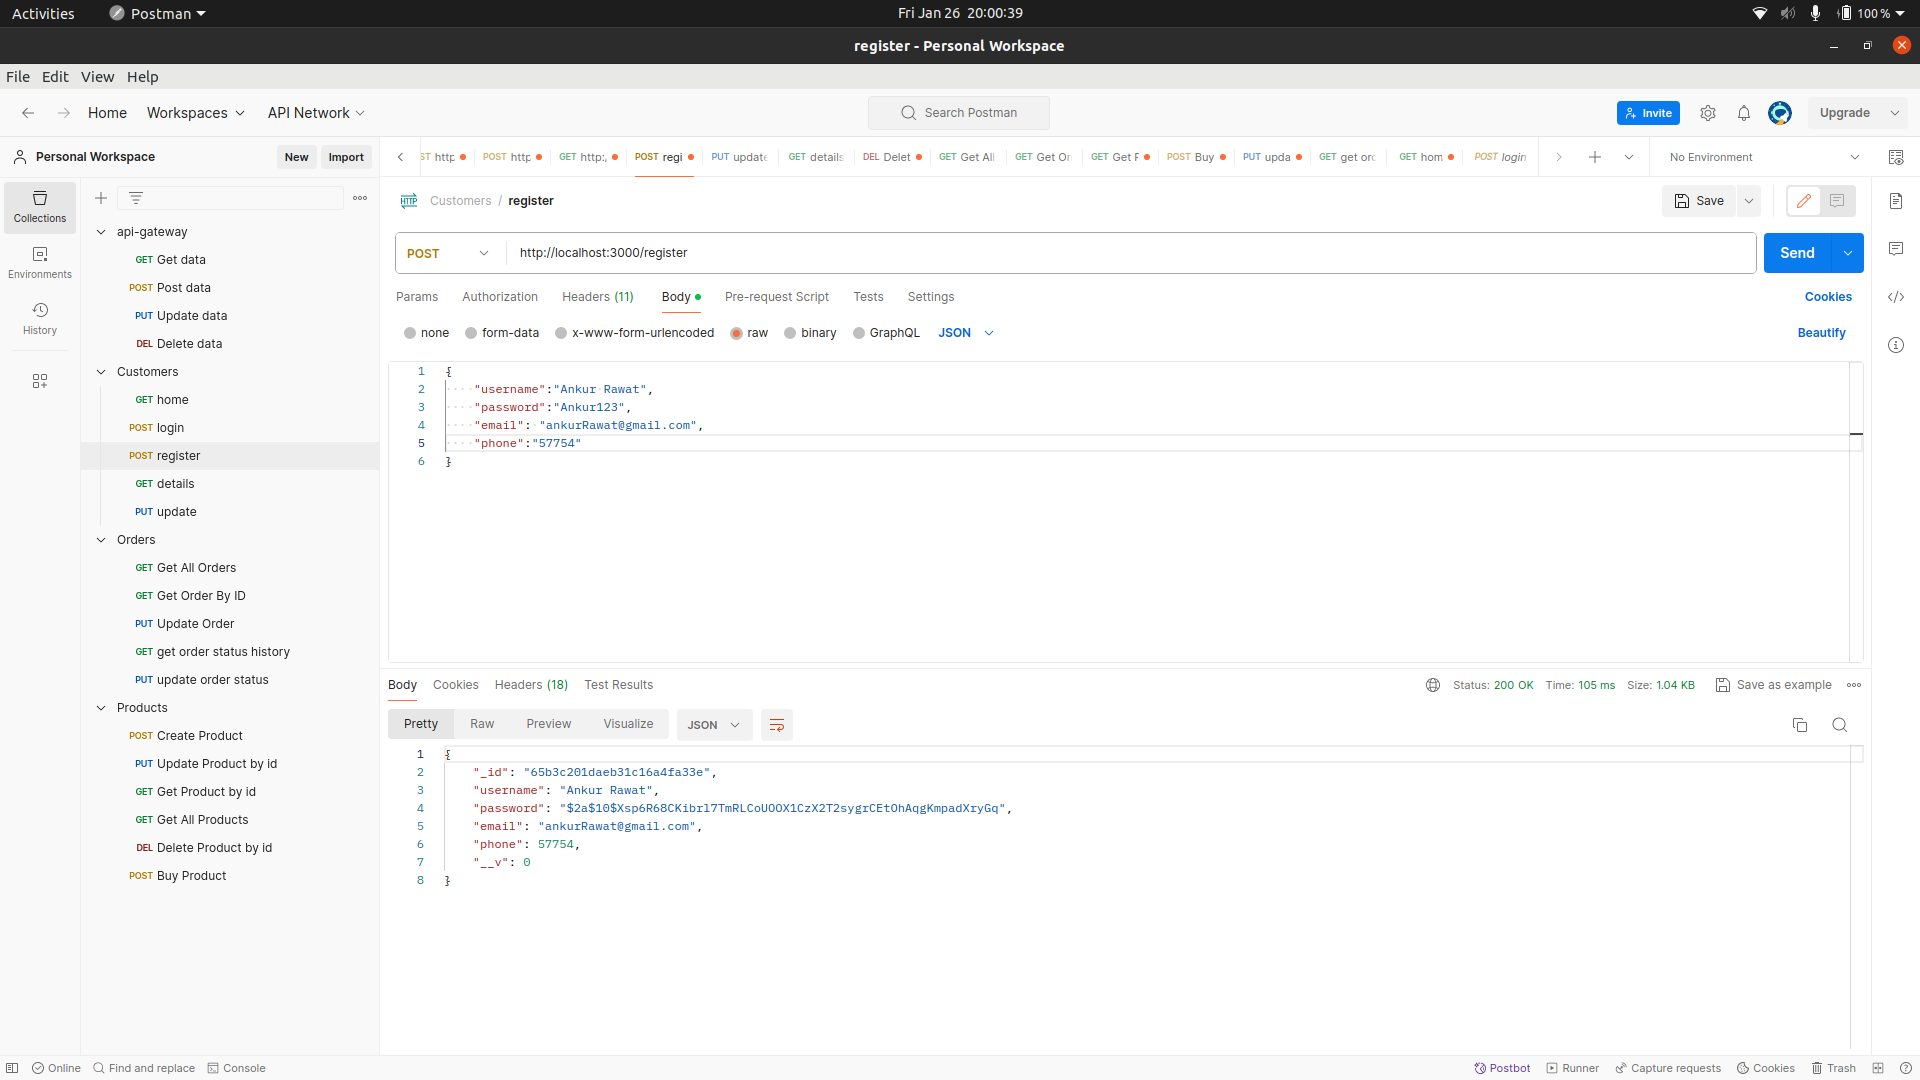 Activities Postman Fri Jan 26 20:00:39 100 %
register - Personal Workspace
File Edit View Help
Home Workspaces API Network Search Postman Invite Upgrade
Personal Workspace New Import
ST http POST http GET http:/ POST regi PUT update GET details DEL Delet GET Get All GET Get Or GET Get F POST Buy PUT upda GET get ord GET hom POST login No Environment
Collections
Environments
History
api-gateway
GET Get data
POST Post data
PUT Update data
DEL Delete data
Customers
GET home
POST login
POST register
GET details
PUT update
Orders
GET Get All Orders
GET Get Order By ID
PUT Update Order
GET get order status history
PUT update order status
Products
POST Create Product
PUT Update Product by id
GET Get Product by id
GET Get All Products
DEL Delete Product by id
POST Buy Product
HTTP Customers / register Save
POST http://localhost:3000/register Send
Params Authorization Headers (11) Body Pre-request Script Tests Settings Cookies
none form-data x-www-form-urlencoded raw binary GraphQL JSON Beautify
1 {
2 "username":"Ankur Rawat",
3 "password":"Ankur123",
4 "email": "ankurRawat@gmail.com",
5 "phone":"57754"
6 }
Body Cookies Headers (18) Test Results Status: 200 OK Time: 105 ms Size: 1.04 KB Save as example
Pretty Raw Preview Visualize JSON
1 {
2 "_id": "65b3c201daeb31c16a4fa33e",
3 "username": "Ankur Rawat",
4 "password": "$2a$10$Xsp6R68CKibrl7TmRLCoUOOX1CzX2T2sygrCEtOhAqgKmpadXryGq",
5 "email": "ankurRawat@gmail.com",
6 "phone": 57754,
7 "__v": 0
8 }
Online Find and replace Console Postbot Runner Capture requests Cookies Trash